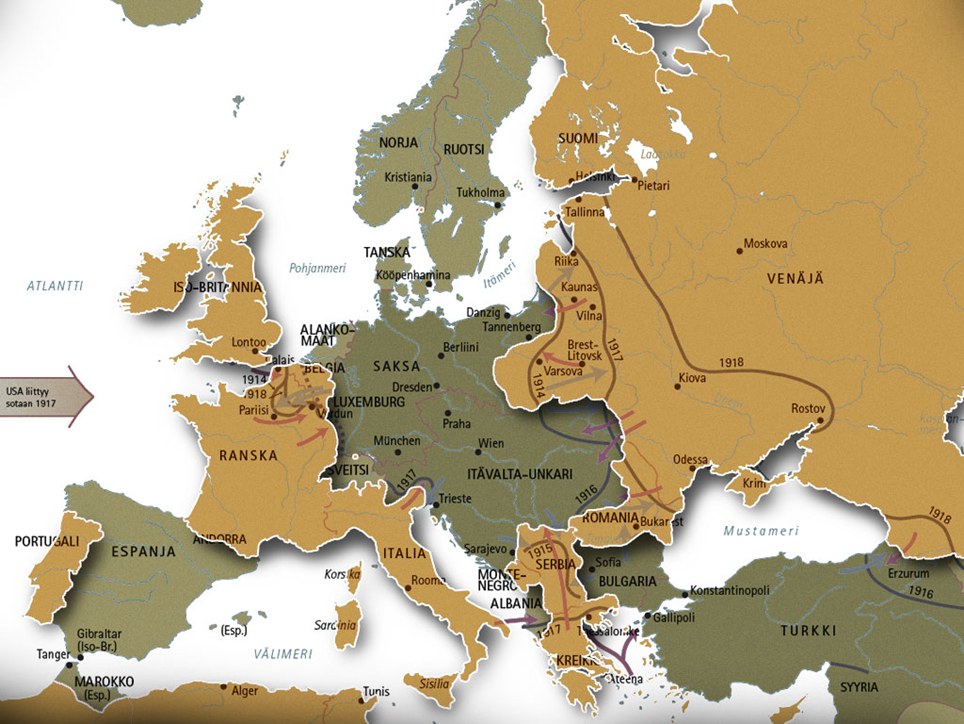 NORJA
RUOTSI
SUOMI
Laatokka
Kristiania
Tukholma
Helsinki
Pietari
Tallinna
Moskova
VENÄJÄ
TANSKA
Kööpenhamina
Pohjanmeri
Itämeri
Riika
ATLANTTI
ISO-BRITANNIA
Kaunas
Vilna
Danzig
Tannenberg
ALANKO-
MAAT
Lontoo
Calais
BELGIA
SAKSA
Berliini
Brest-
Litovsk
Varsova
1917
1914
1918
USA liittyy
sotaan 1917
1914
1918
Pariisi
Verdun
LUXEMBURG
Dresden
Praha
Kiova
Rostov
RANSKA
München
Wien
SVEITSI
ITÄVALTA-UNKARI
1917
Trieste
1916
Odessa
Krim
ROMANIA
Bukarest
Mustameri
1918
PORTUGALI
ESPANJA
ANDORRA
ITALIA
Sarajevo
1915
SERBIA
Sofia
BULGARIA
MONTE-
NEGRO
ALBANIA
Korsika
Rooma
Sardinia
Konstantinopoli
Gallipoli
Erzurum
1916
TURKKI
1917
Thessalonike
KREIKKA
Ateena
(Esp.)
VÄLIMERI
Gibraltar
(Iso-Br.)
Tanger
MAROKKO
(Esp.)
Alger
Tunis
Sisilia
SYYRIA